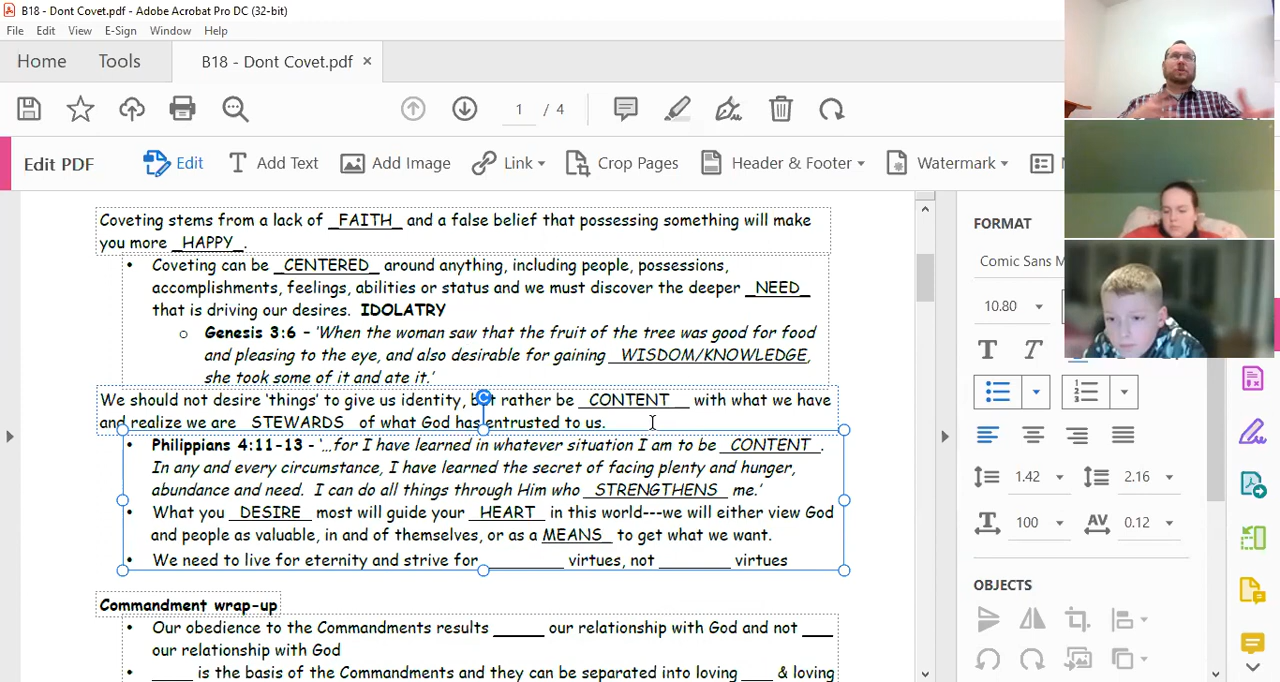 B18 - Dont Covet.pdf - Adobe Acrobat Pro DC (32-bit)
File Edit View E-Sign Window Help
Home Tools B18 - Dont Covet.pdf ×
1 / 4
Edit PDF Edit Add Text Add Image Link Crop Pages Header & Footer Watermark
Coveting stems from a lack of _FAITH_ and a false belief that possessing something will make
you more _HAPPY_.
• Coveting can be _CENTERED_ around anything, including people, possessions,
accomplishments, feelings, abilities or status and we must discover the deeper _NEED_
that is driving our desires. IDOLATRY
o Genesis 3:6 – ‘When the woman saw that the fruit of the tree was good for food
and pleasing to the eye, and also desirable for gaining _WISDOM/KNOWLEDGE,
she took some of it and ate it.’
We should not desire ‘things’ to give us identity, but rather be _CONTENT__ with what we have
and realize we are _STEWARDS_ of what God has entrusted to us.
• Philippians 4:11-13 - ‘…for I have learned in whatever situation I am to be _CONTENT_.
In any and every circumstance, I have learned the secret of facing plenty and hunger,
abundance and need. I can do all things through Him who _STRENGTHENS_ me.’
• What you _DESIRE_ most will guide your _HEART_ in this world---we will either view God
and people as valuable, in and of themselves, or as a MEANS_ to get what we want.
• We need to live for eternity and strive for ________ virtues, not ________ virtues
Commandment wrap-up
• Our obedience to the Commandments results _____ our relationship with God and not ___
our relationship with God
• ____ is the basis of the Commandments and they can be separated into loving ___ & loving
FORMAT
Comic Sans M
10.80
T T
1.42 2.16
100 AV 0.12
OBJECTS